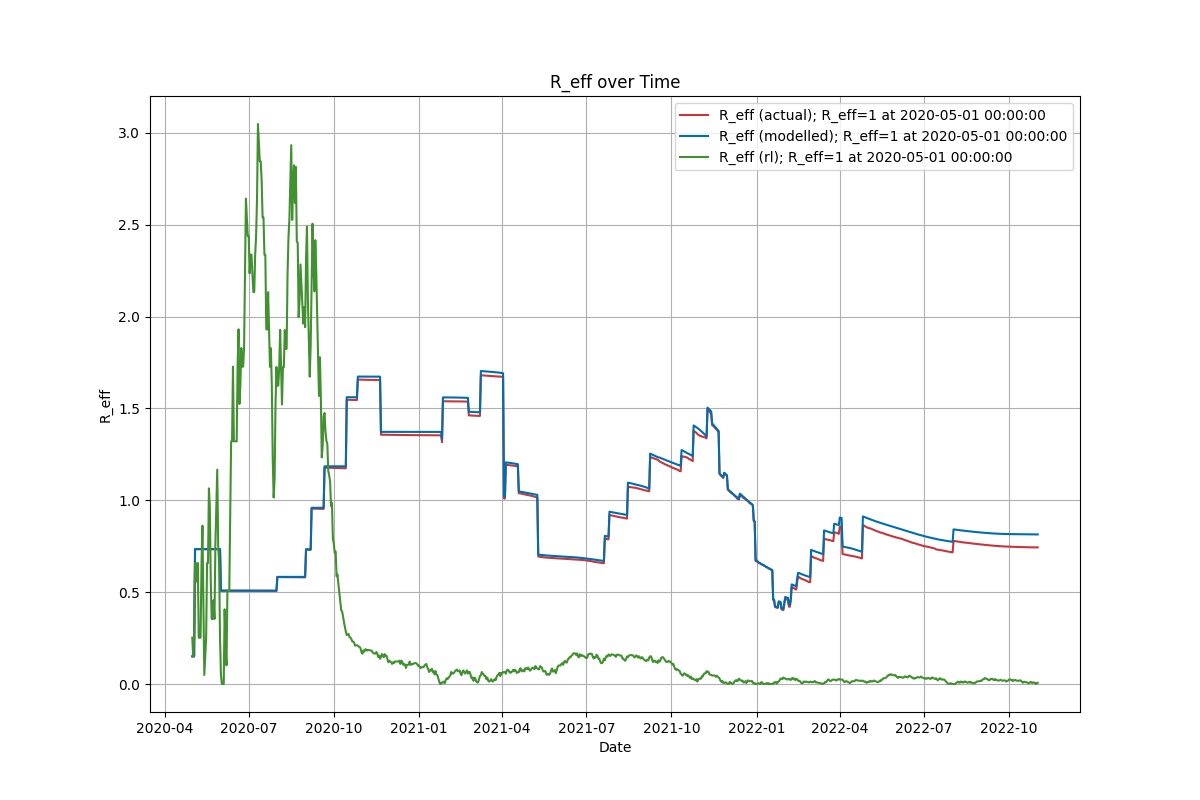 R_eff over Time
R_eff (actual); R_eff=1 at 2020-05-01 00:00:00
R_eff (modelled); R_eff=1 at 2020-05-01 00:00:00
R_eff (rl); R_eff=1 at 2020-05-01 00:00:00
3.0
2.5
2.0
1.5
1.0
0.5
0.0
R_eff
2020-04 2020-07 2020-10 2021-01 2021-04 2021-07 2021-10 2022-01 2022-04 2022-07 2022-10
Date